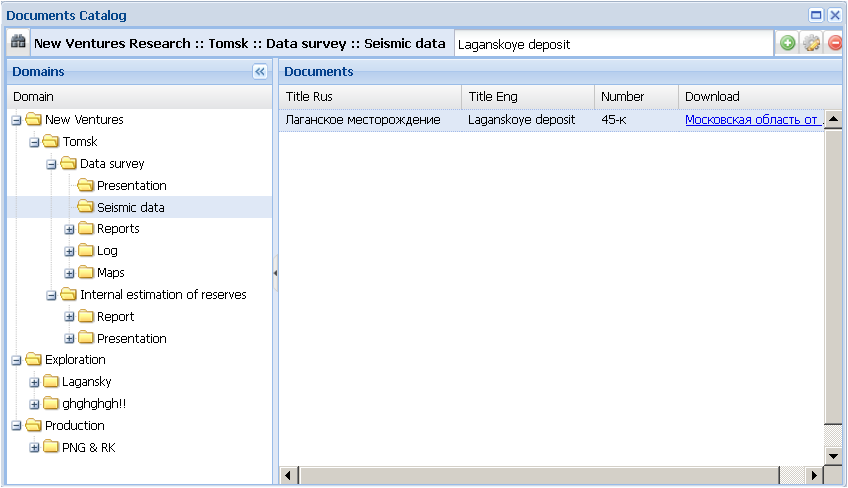 Documents Catalog
New Ventures Research :: Tomsk :: Data survey :: Seismic data Laganskoye deposit
Domains
Domain
New Ventures
Tomsk
Data survey
Presentation
Seismic data
Reports
Log
Maps
Internal estimation of reserves
Report
Presentation
Exploration
Lagansky
ghghghgh!!
Production
PNG & RK
Documents
Title Rus Title Eng Number Download
Лаганское месторождение Laganskoye deposit 45-к Московская область от .